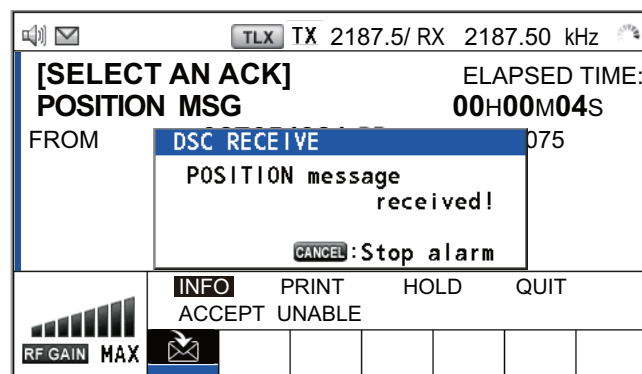 TLX TX 2187.5/ RX 2187.50 kHz
[SELECT AN ACK] ELAPSED TIME:
POSITION MSG 00H00M04S
FROM 075
DSC RECEIVE
POSITION message
received!
CANCEL:Stop alarm
INFO PRINT HOLD QUIT
ACCEPT UNABLE
RF GAIN MAX